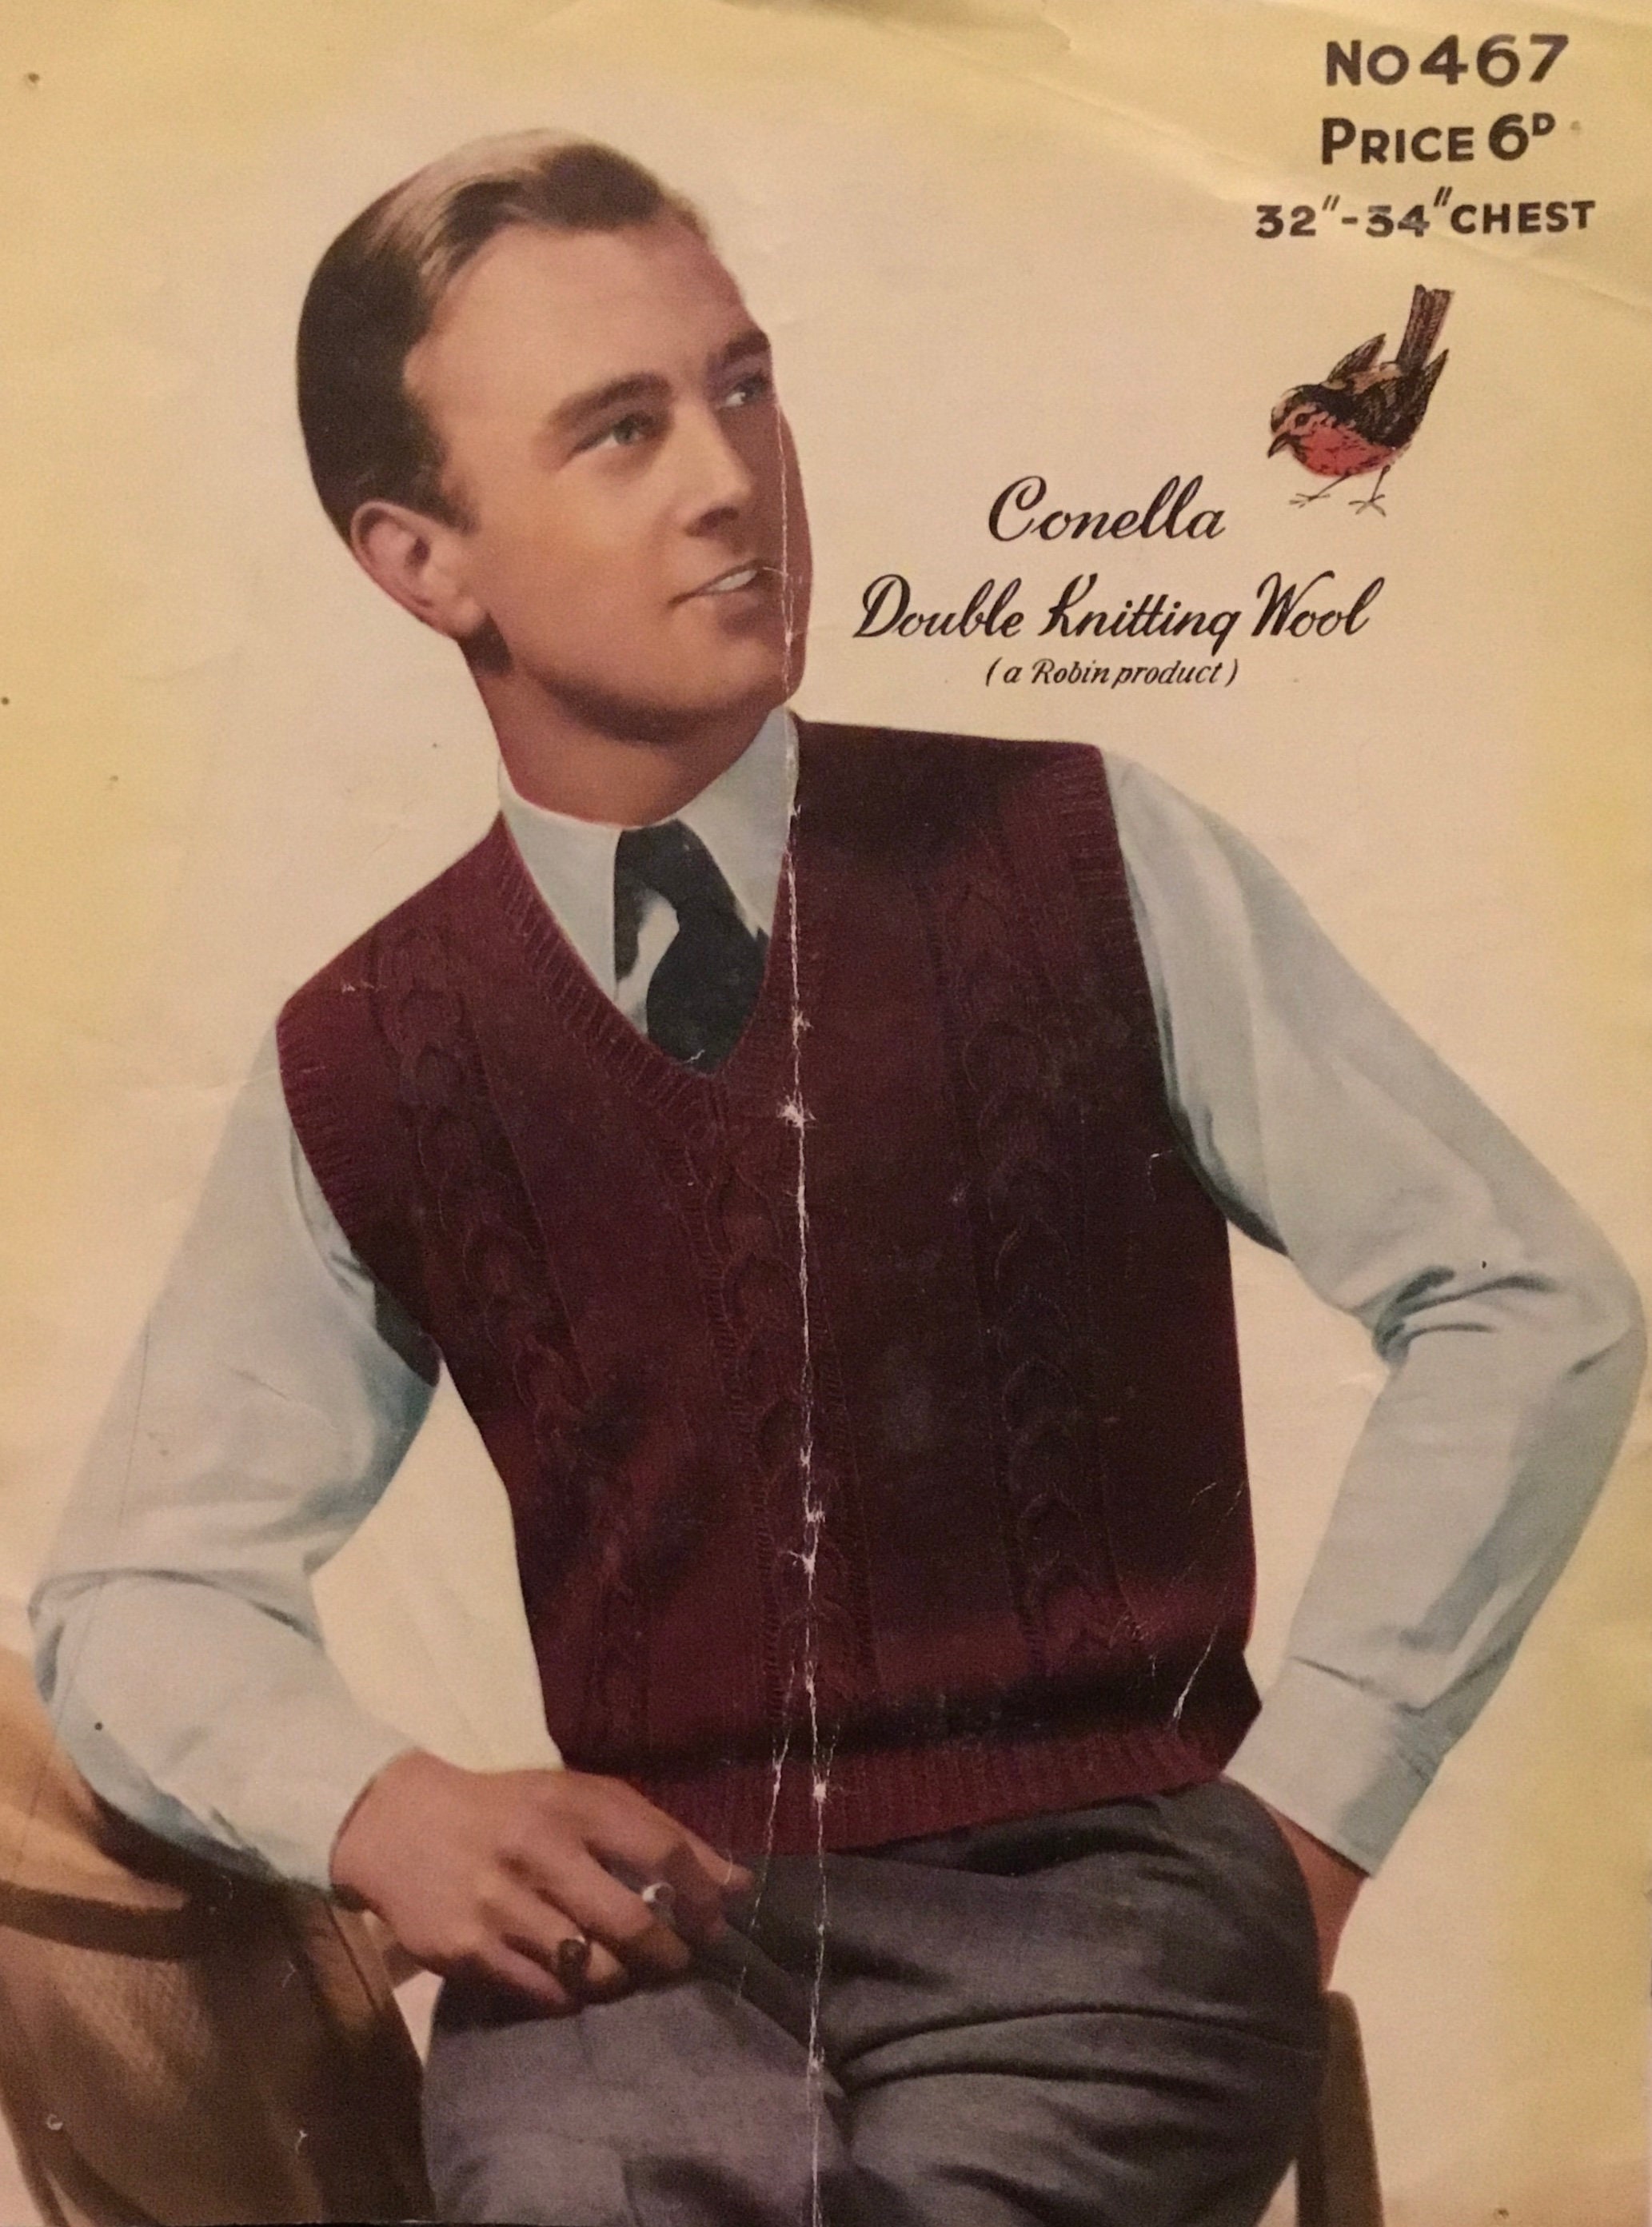 No 467
PRICE 6D
32"-34" CHEST
Conella
Double Knitting Wool
(a Robin product)